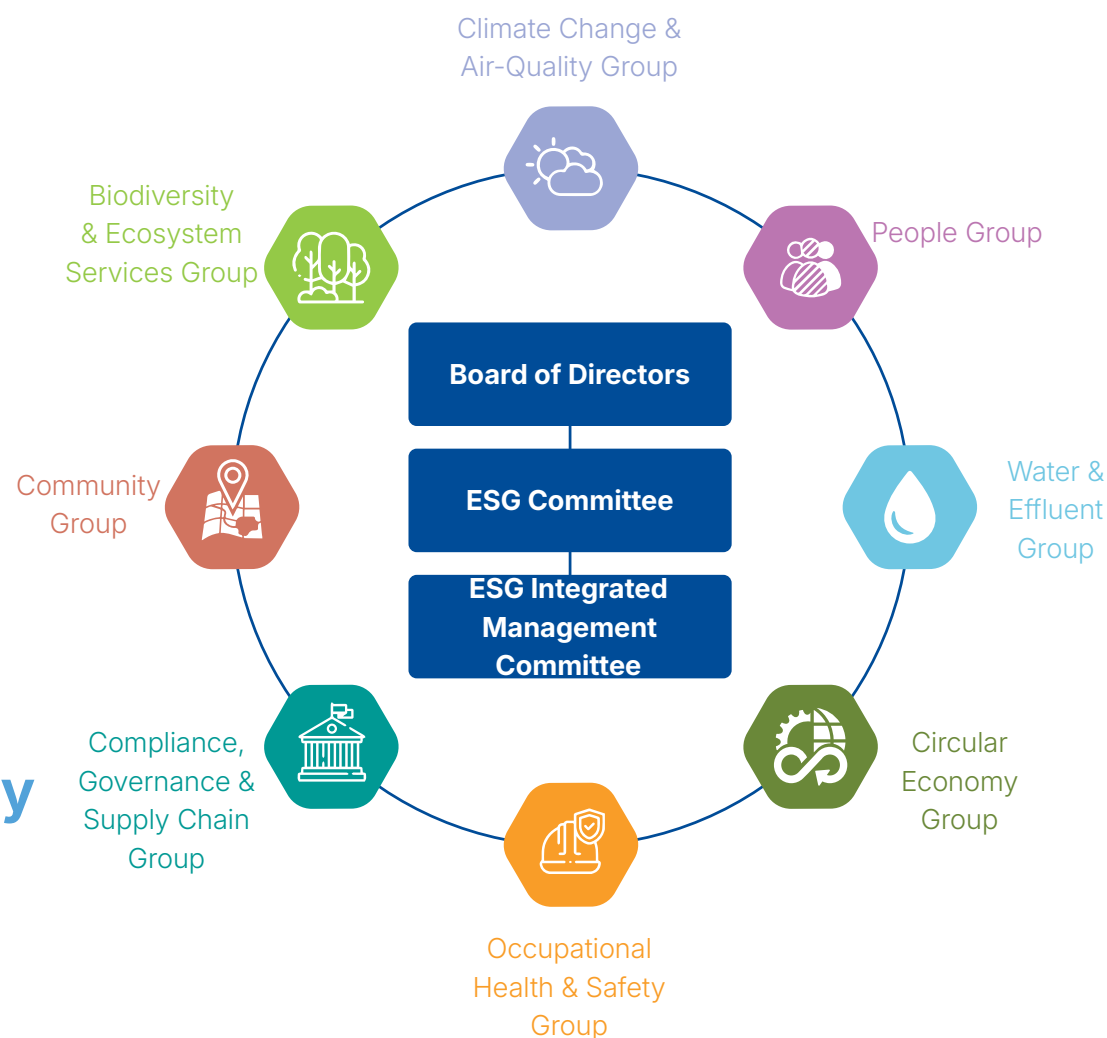 Climate Change &
Air-Quality Group
Biodiversity
& Ecosystem
Services Group
People Group
Board of Directors
ESG Committee
ESG Integrated
Management
Committee
Community
Group
Water &
Effluent
Group
Compliance,
Governance &
Supply Chain
Group
y
Circular
Economy
Group
Occupational
Health & Safety
Group